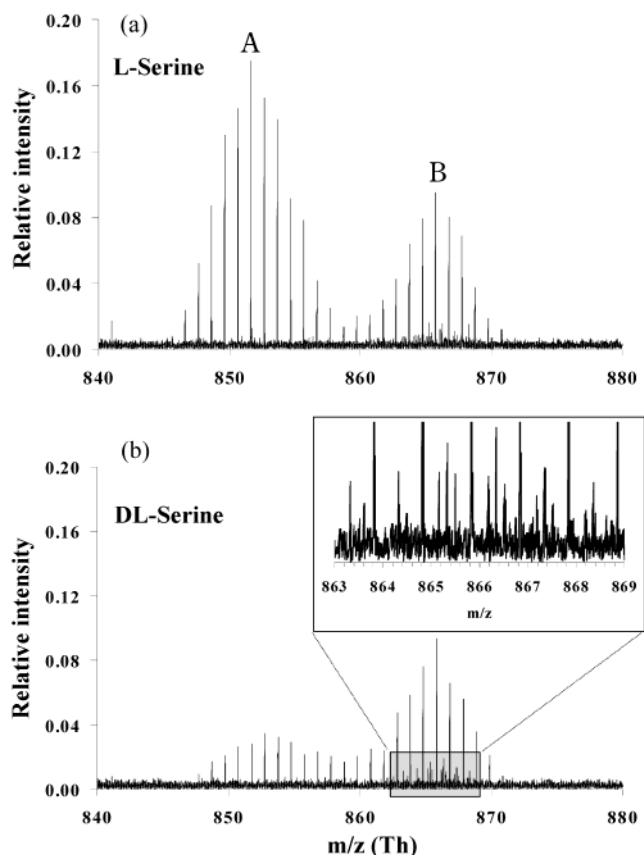 (a)
L-Serine
A
B
Relative intensity
0.20
0.16
0.12
0.08
0.04
0.00
840 850 860 870 880
(b)
DL-Serine
Relative intensity
0.20
0.16
0.12
0.08
0.04
0.00
863 864 865 866 867 868 869
m/z
840 850 860 870 880
m/z (Th)